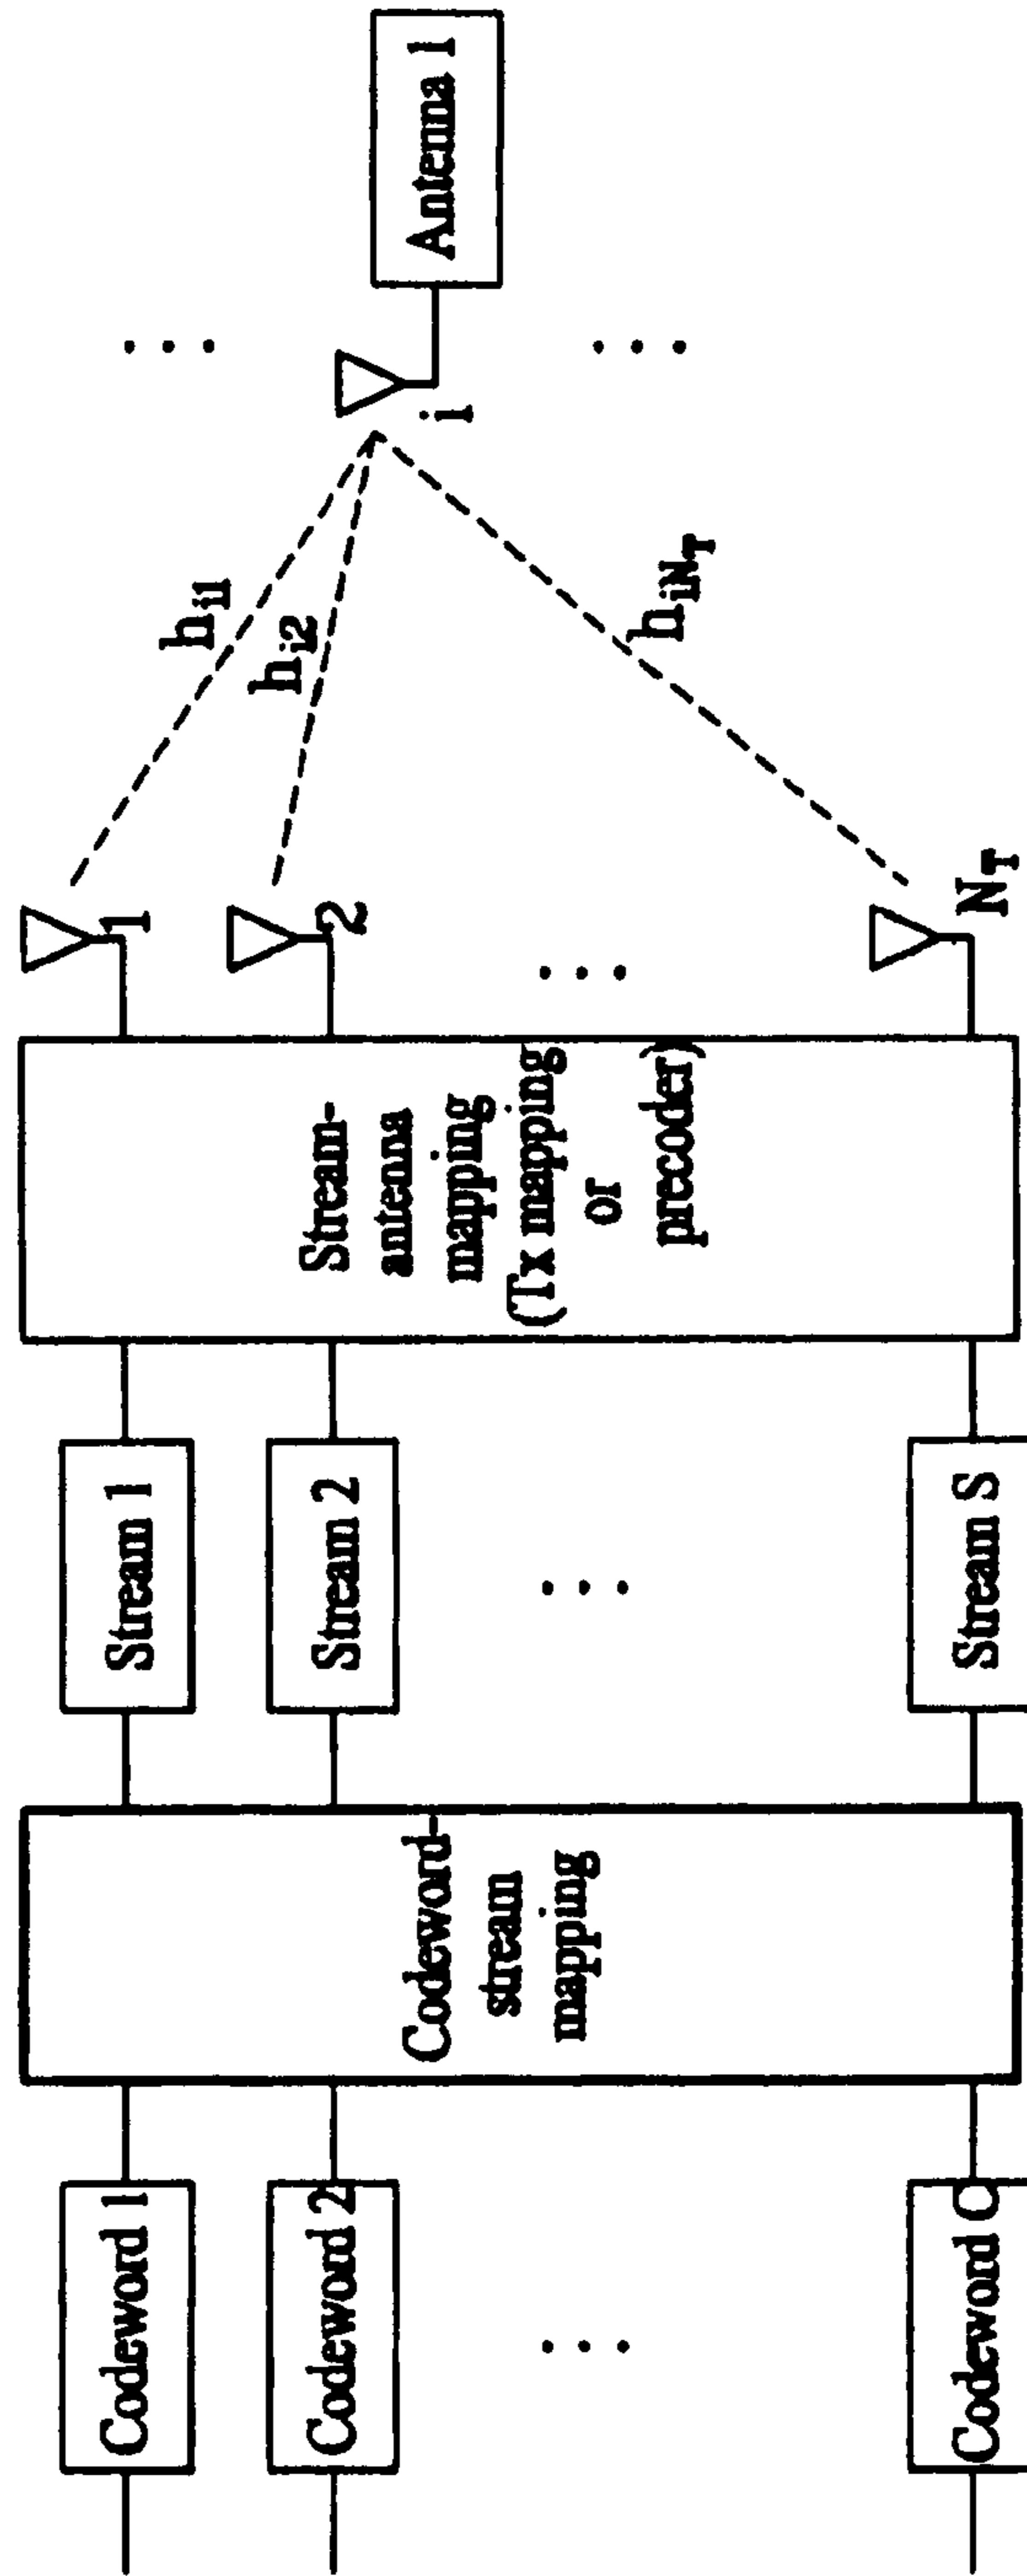 Codeword 1
Codeword 2
...
Codeword C
Codeword-
stream
mapping
Stream 1
Stream 2
...
Stream S
Stream-
antenna
mapping
(Tx mapping
or
precoder)
1
2
...
N_T
h_i1
h_i2
h_iN_T
...
i
...
Antenna 1